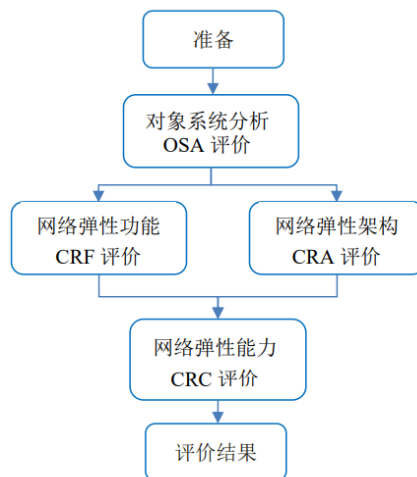 准备
对象系统分析
OSA 评价
网络弹性功能
CRF 评价
网络弹性架构
CRA 评价
网络弹性能力
CRC 评价
评价结果